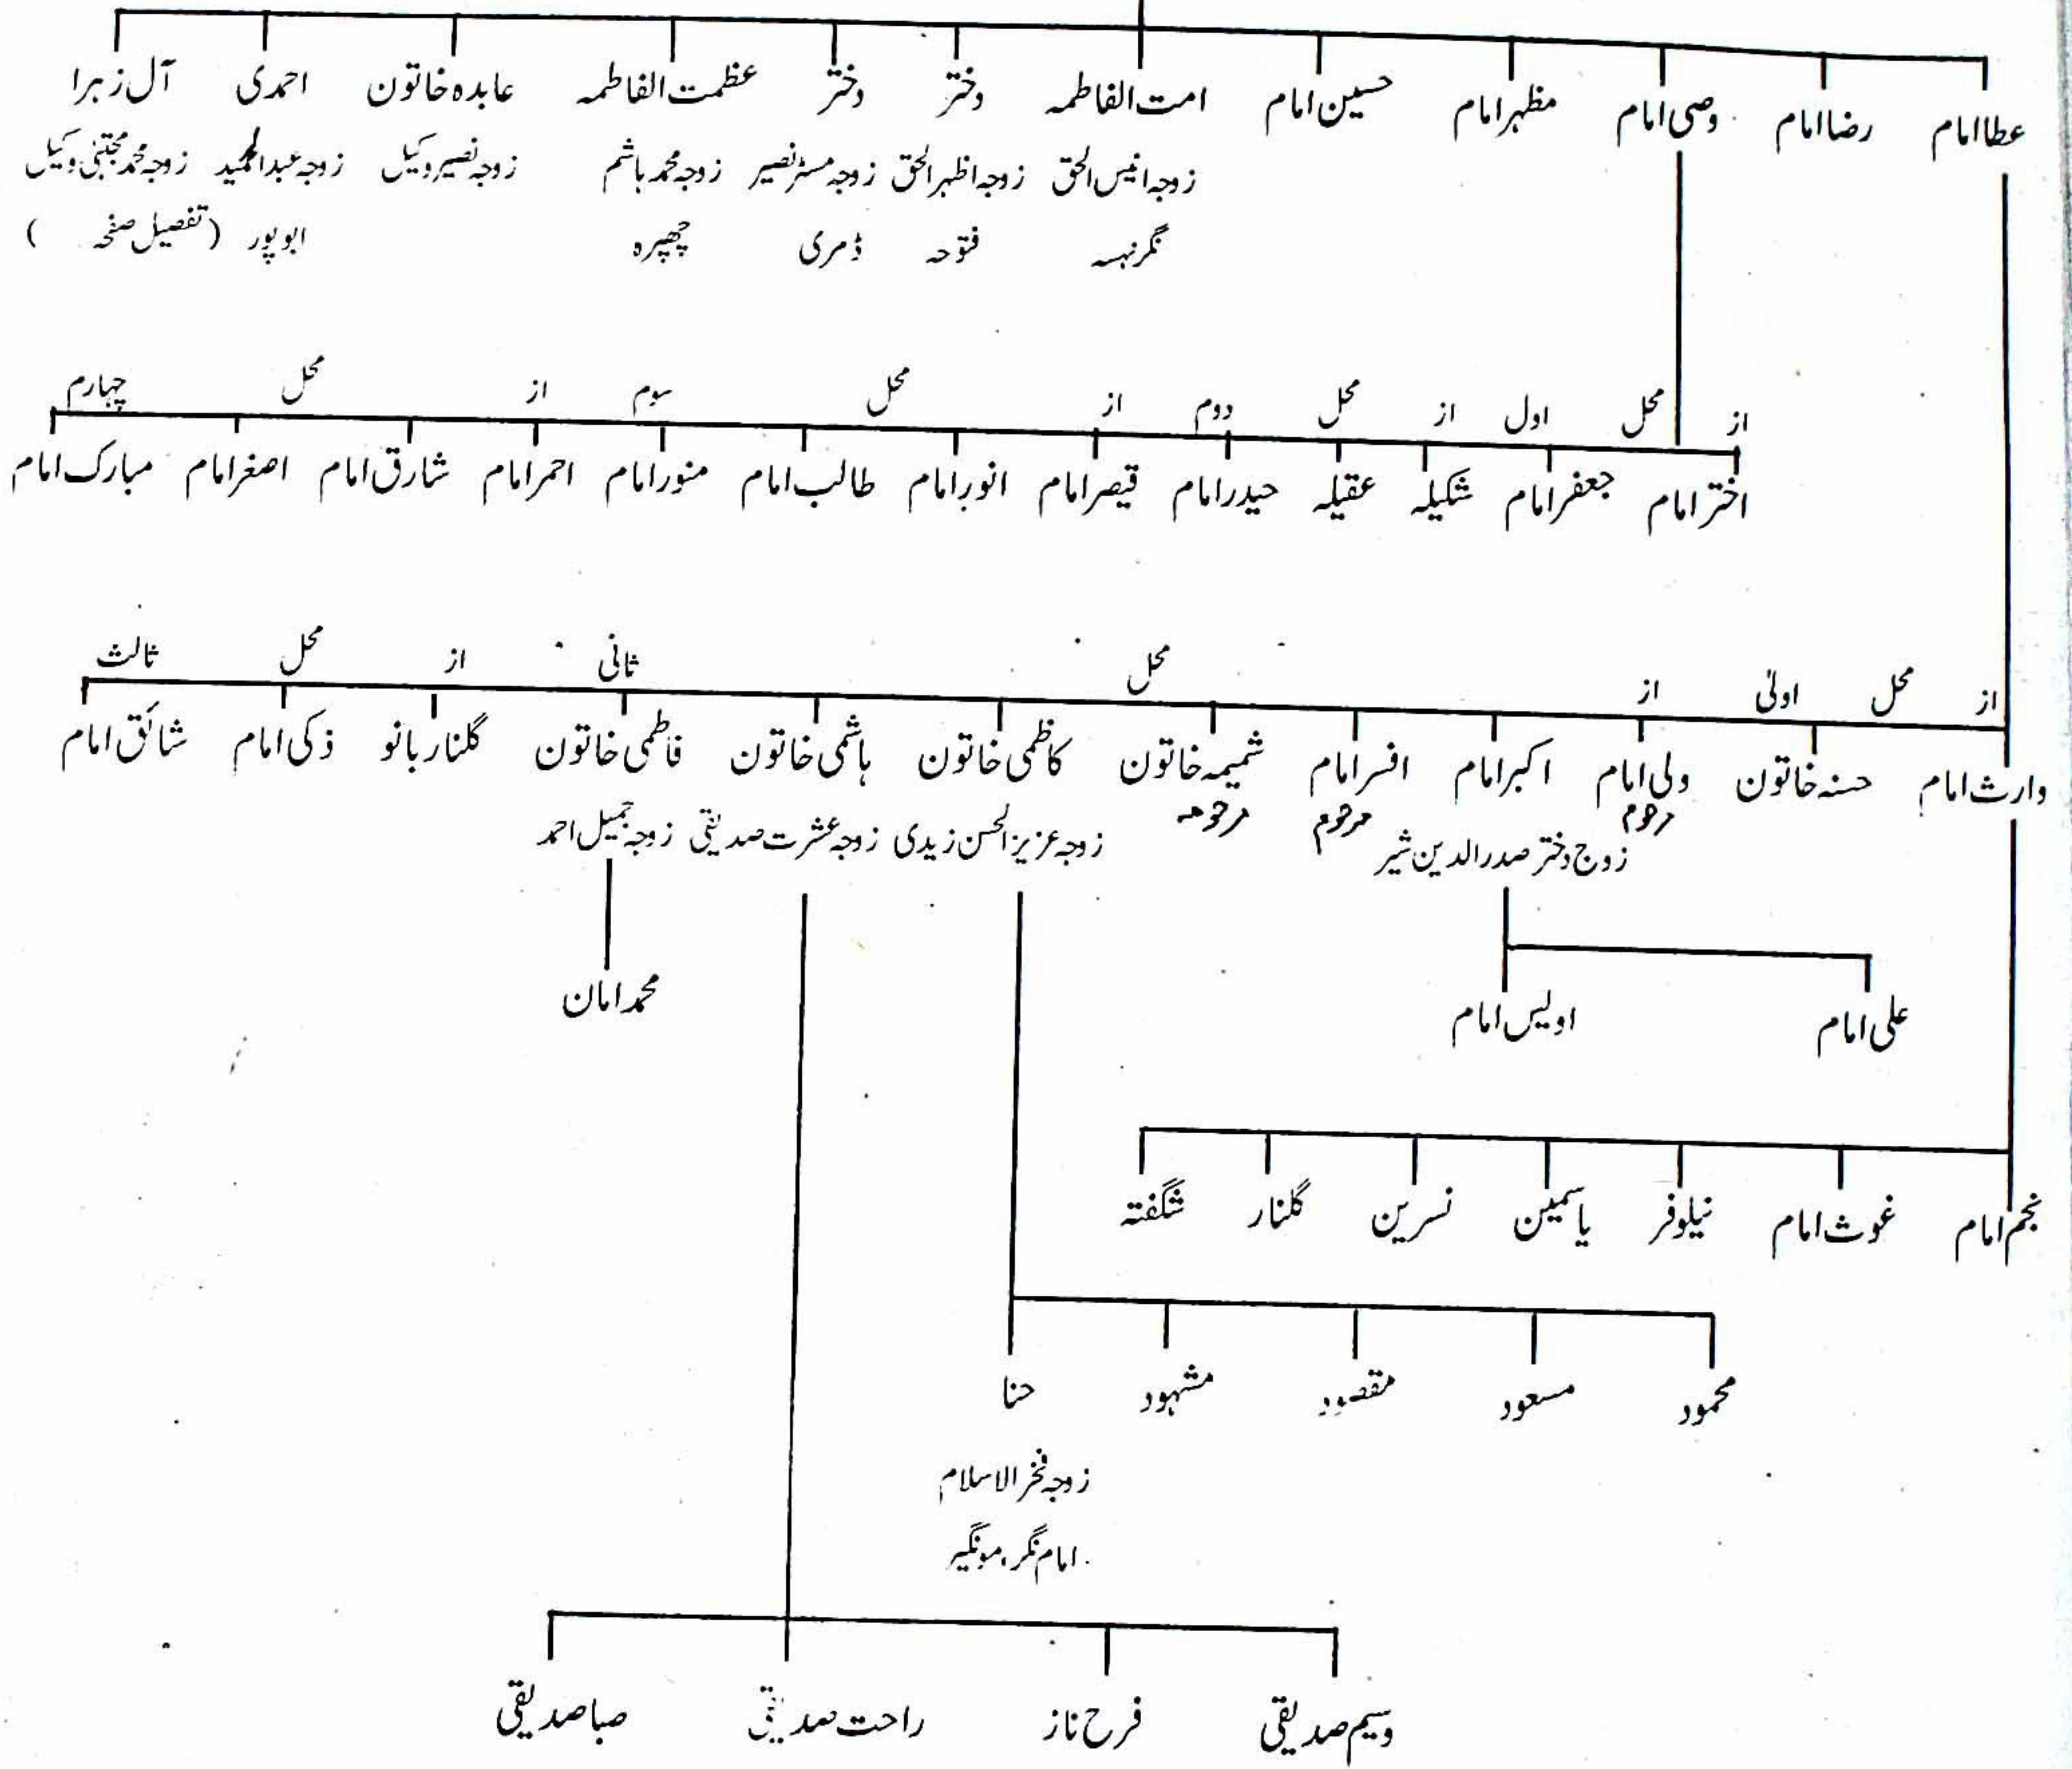 عطا امام رضا امام وصی امام مظہر امام حسین امام امت الفاطمہ دختر دختر عظمت الفاطمہ عابدہ خاتون احمدی آل زہرا
زوجہ انیس الحق زوجہ اظہر الحق زوجہ مسٹر نصیر زوجہ محمد ہاشم زوجہ نصیر وکیل زوجہ عبدالحمید زوجہ محمد مجتبیٰ وکیل
نگرنہسہ فتوحہ ڈمری چھپرہ ابوپور (تفصیل صفحہ )
از محل اول از محل دوم از محل سوم از محل چہارم
اختر امام جعفر امام شکیلہ عقیلہ حیدر امام قیصر امام انور امام طالب امام منور امام احمر امام شارق امام اصغر امام مبارک امام
از محل اولیٰ از محل ثانی از محل ثالث
وارث امام حسنہ خاتون ولی امام اکبر امام افسر امام شمیمہ خاتون کاظمی خاتون ہاشمی خاتون فاطمی خاتون گلنار بانو ذکی امام شائق امام
مرحوم مرحوم مرحومہ
زوج دختر صدرالدین شیر زوجہ عزیز الحسن زیدی زوجہ عشرت صدیقی زوجہ جمیل احمد
علی امام اویس امام محمد امان
نجم امام غوث امام نیلوفر یاسمین نسرین گلنار شگفتہ
محمود مسعود مقصود مشہود حنا
زوجہ فخر الاسلام
امام نگر، مونگیر
وسیم صدیقی فرح ناز راحت صدیقی صبا صدیقی